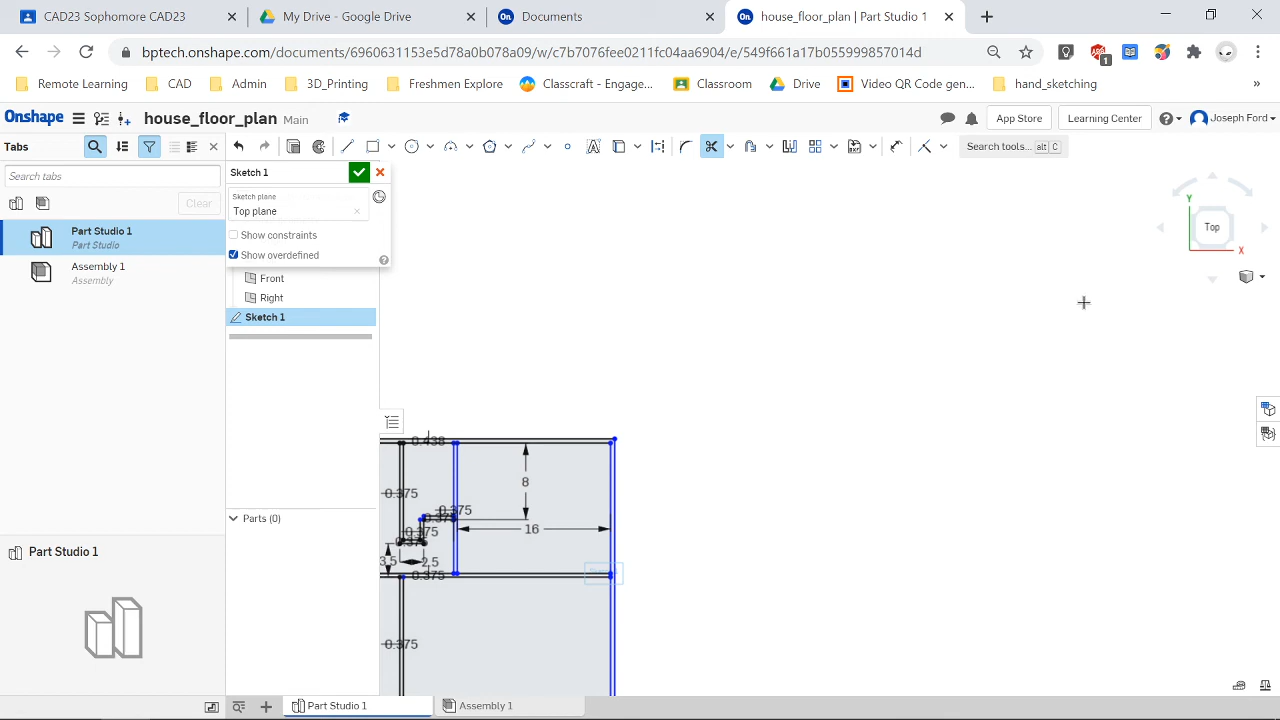 CAD23 Sophomore CAD23
My Drive - Google Drive
Documents
house_floor_plan | Part Studio 1
bptech.onshape.com/documents/6960631153e5d78a0b078a09/w/c7b7076fee0211fc04aa6904/e/549f661a17b055999857014d
Remote Learning
CAD
Admin
3D_Printing
Freshmen Explore
Classcraft - Engage...
Classroom
Drive
Video QR Code gen...
hand_sketching
Onshape
house_floor_plan Main
App Store
Learning Center
Joseph Ford
Tabs
Search tools... alt C
Search tabs
Clear
Part Studio 1
Part Studio
Assembly 1
Assembly
Sketch 1
Sketch plane
Top plane
Show constraints
Show overdefined
Front
Right
Sketch 1
Parts (0)
Part Studio 1
Y
Top
X
0.438
8
0.375
0.375
0.375
0.375
16
3.5
2.5
0.375
0.375
Part Studio 1
Assembly 1